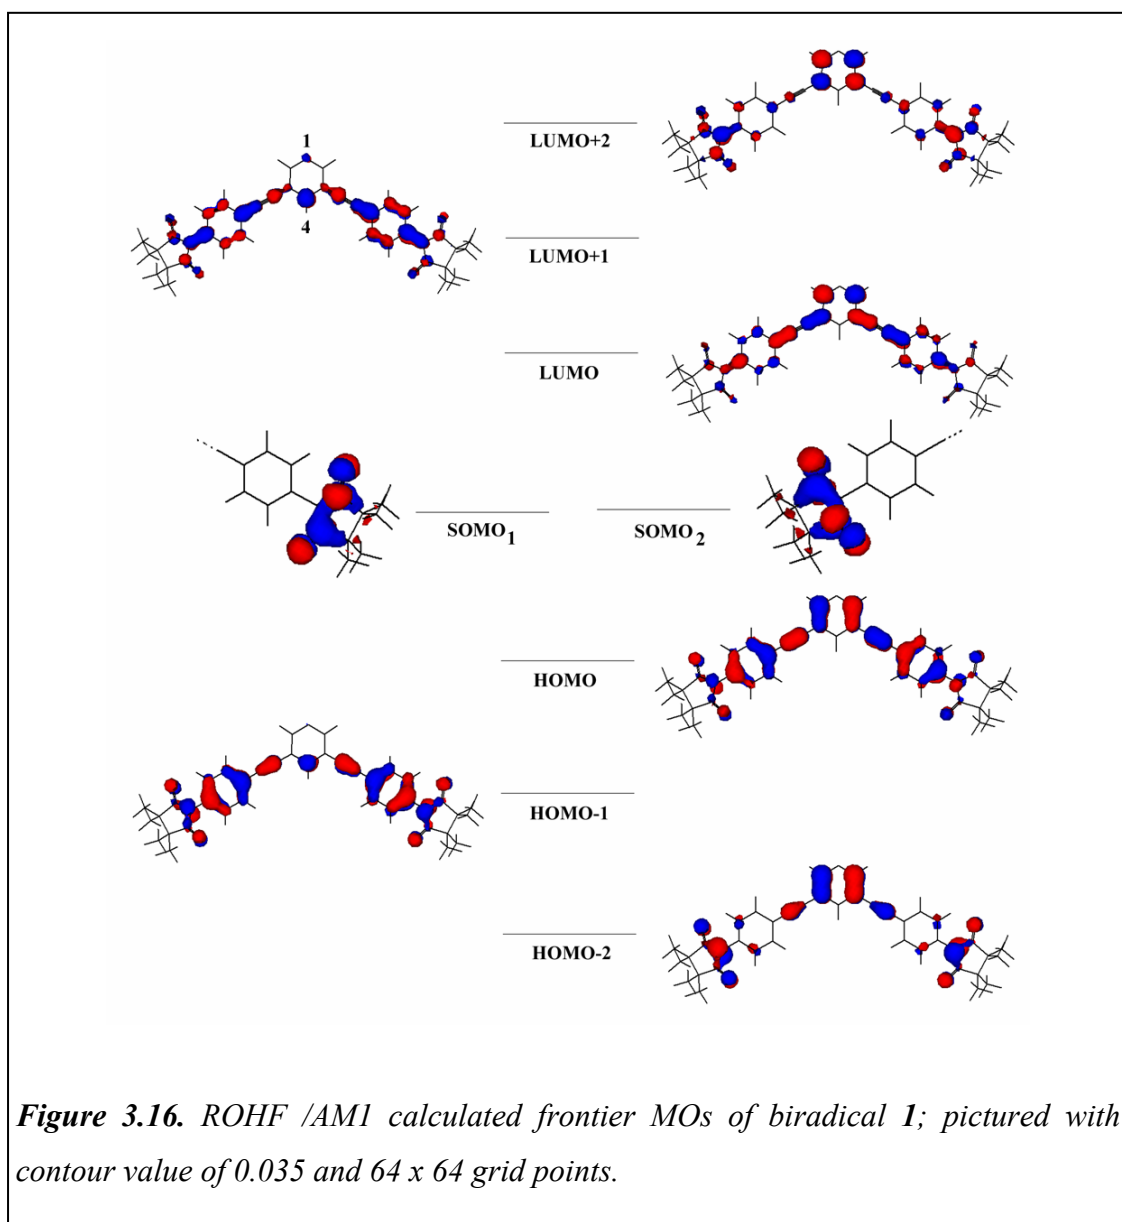 LUMO+2
1
4
LUMO+1
LUMO
SOMO1
SOMO2
HOMO
HOMO-1
HOMO-2
Figure 3.16. ROHF /AM1 calculated frontier MOs of biradical 1; pictured with
contour value of 0.035 and 64 x 64 grid points.